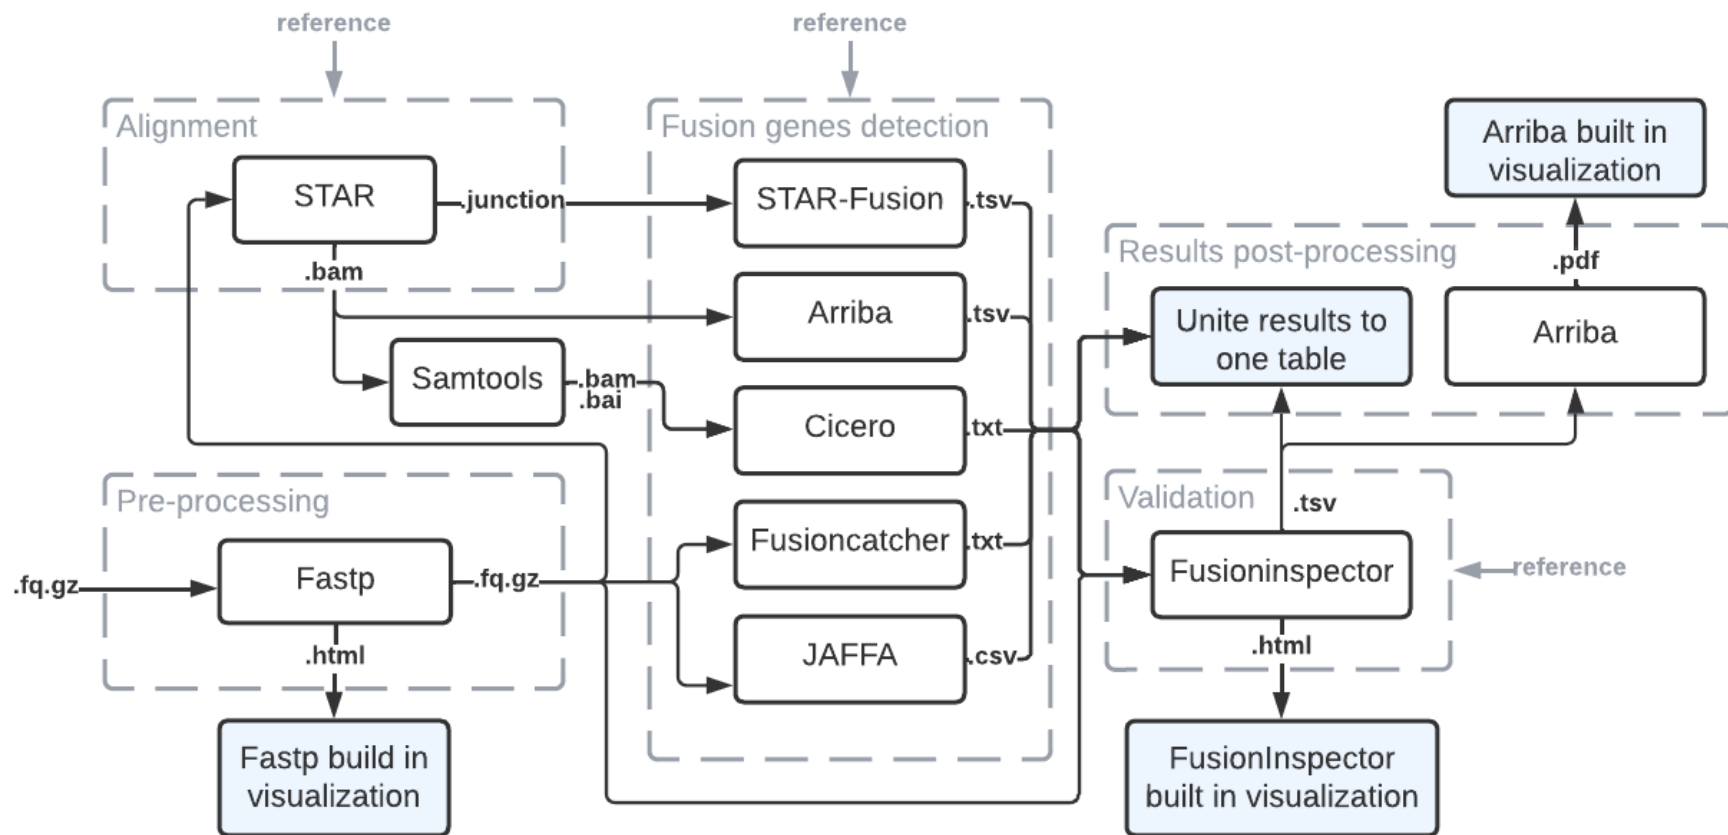 reference
reference
Alignment
Fusion genes detection
Arriba built in
visualization
STAR
.junction
STAR-Fusion
.tsv
.bam
Results post-processing
.pdf
Arriba
.tsv
Unite results to
one table
Arriba
Samtools
.bam
.bai
Cicero
.txt
Pre-processing
Validation
.tsv
Fusioncatcher
.txt
.fq.gz
Fastp
.fq.gz
Fusioninspector
reference
.html
JAFFA
.csv
.html
Fastp build in
visualization
FusionInspector
built in visualization